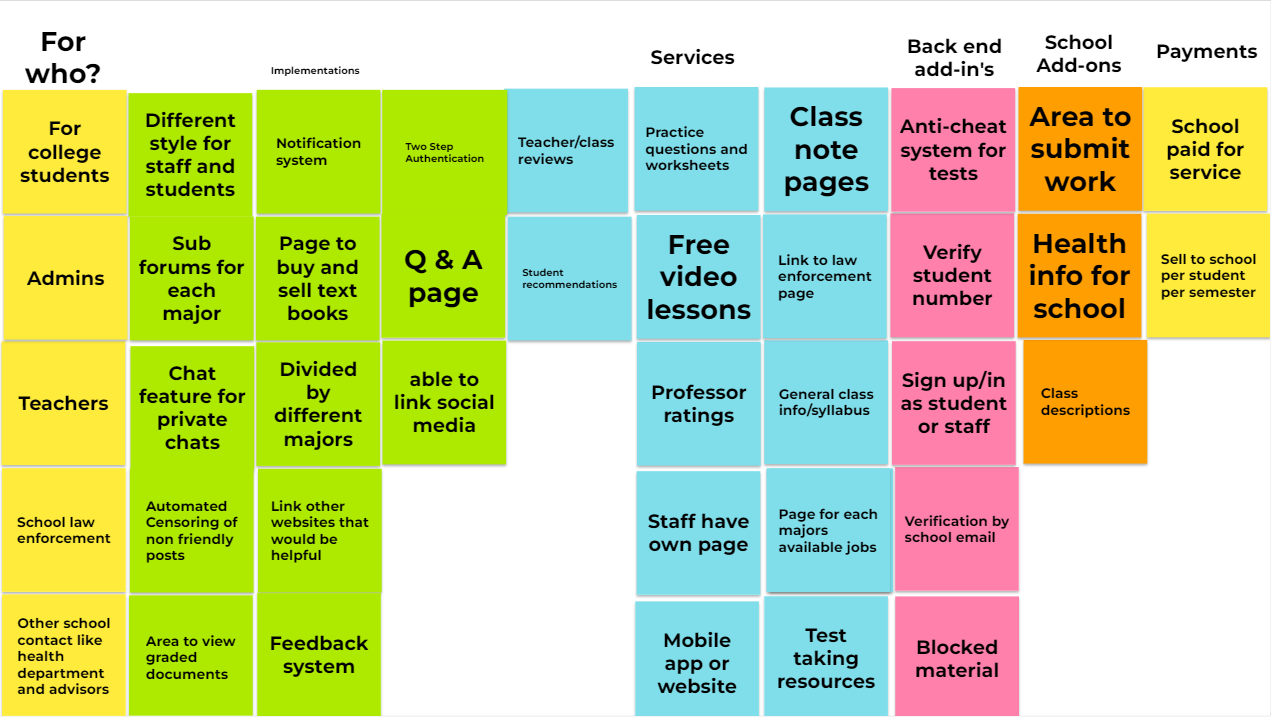 For
who?
Implementations
Services
Back end
add-in's
School
Add-ons
Payments
For
college
students
Different
style for
staff and
students
Notification
system
Two Step
Authentication
Teacher/class
reviews
Practice
questions and
worksheets
Class
note
pages
Anti-cheat
system for
tests
Area to
submit
work
School
paid for
service
Admins
Sub
forums for
each
major
Page to
buy and
sell text
books
Q & A
page
Student
recommendations
Free
video
lessons
Link to law
enforcement
page
Verify
student
number
Health
info for
school
Sell to school
per student
per semester
Teachers
Chat
feature for
private
chats
Divided
by
different
majors
able to
link social
media
Professor
ratings
General class
info/syllabus
Sign up/in
as student
or staff
Class
descriptions
School law
enforcement
Automated
Censoring of
non friendly
posts
Link other
websites that
would be
helpful
Staff have
own page
Page for each
majors
available jobs
Verification by
school email
Other school
contact like
health
department
and advisors
Area to view
graded
documents
Feedback
system
Mobile
app or
website
Test
taking
resources
Blocked
material